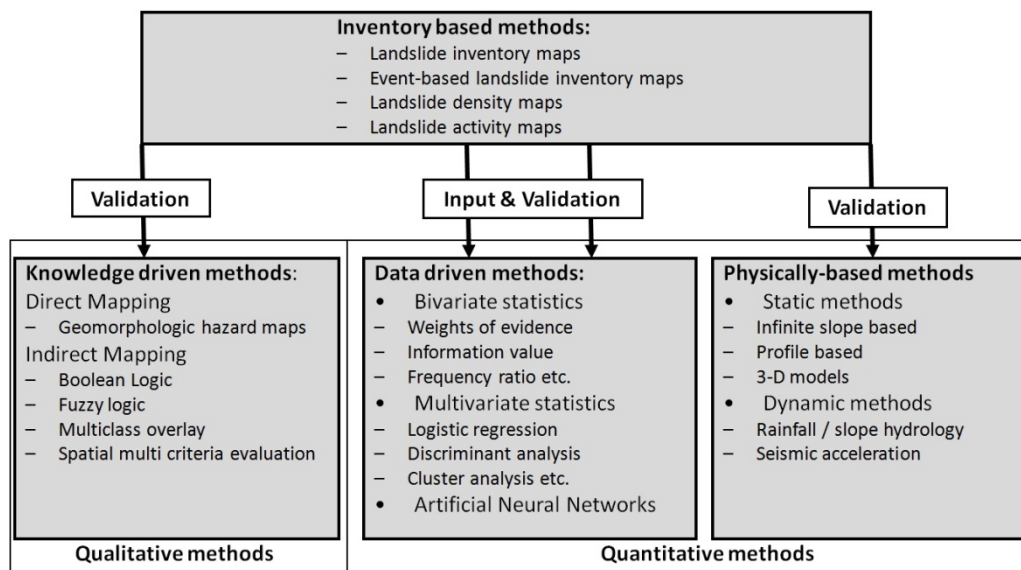 Inventory based methods:
– Landslide inventory maps
– Event-based landslide inventory maps
– Landslide density maps
– Landslide activity maps
Validation
Input & Validation
Validation
Knowledge driven methods:
Direct Mapping
– Geomorphologic hazard maps
Indirect Mapping
– Boolean Logic
– Fuzzy logic
– Multiclass overlay
– Spatial multi criteria evaluation
Qualitative methods
Data driven methods:
• Bivariate statistics
– Weights of evidence
– Information value
– Frequency ratio etc.
• Multivariate statistics
– Logistic regression
– Discriminant analysis
– Cluster analysis etc.
• Artificial Neural Networks
Physically-based methods
• Static methods
– Infinite slope based
– Profile based
– 3-D models
• Dynamic methods
– Rainfall / slope hydrology
– Seismic acceleration
Quantitative methods